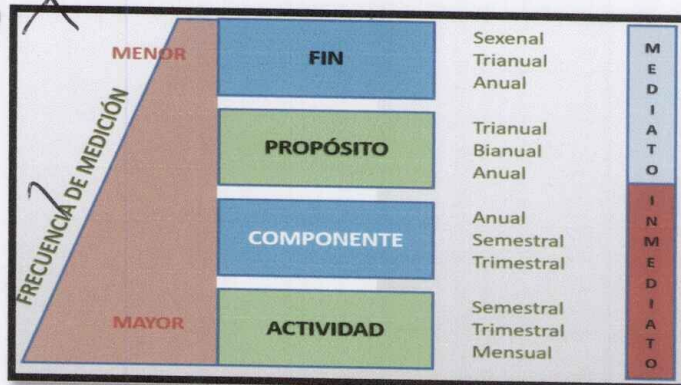 FRECUENCIA DE MEDICIÓN
MENOR
MAYOR
FIN
Sexenal
Trianual
Anual
PROPÓSITO
Trianual
Bianual
Anual
COMPONENTE
Anual
Semestral
Trimestral
ACTIVIDAD
Semestral
Trimestral
Mensual
MEDIATO
INMEDIATO